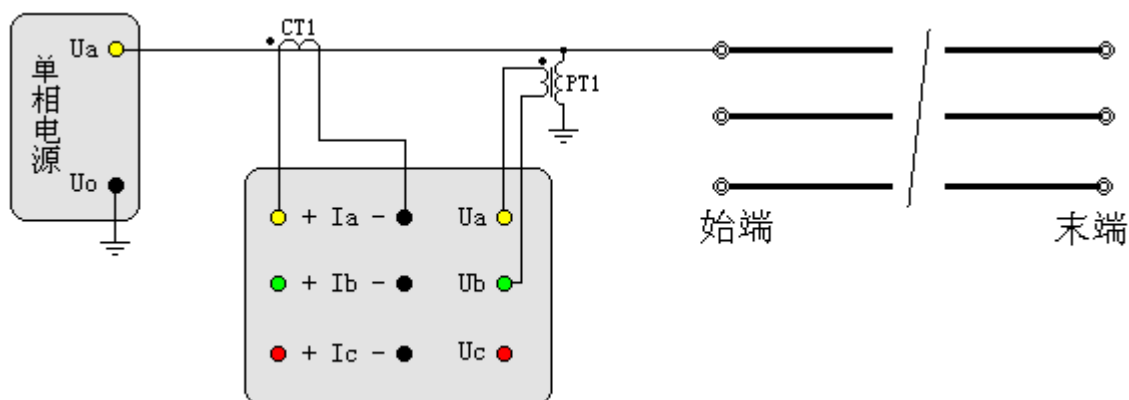 CT1
Ua
PT1
单相电源
Uo
+ Ia -
Ua
始端
末端
+ Ib -
Ub
+ Ic -
Uc